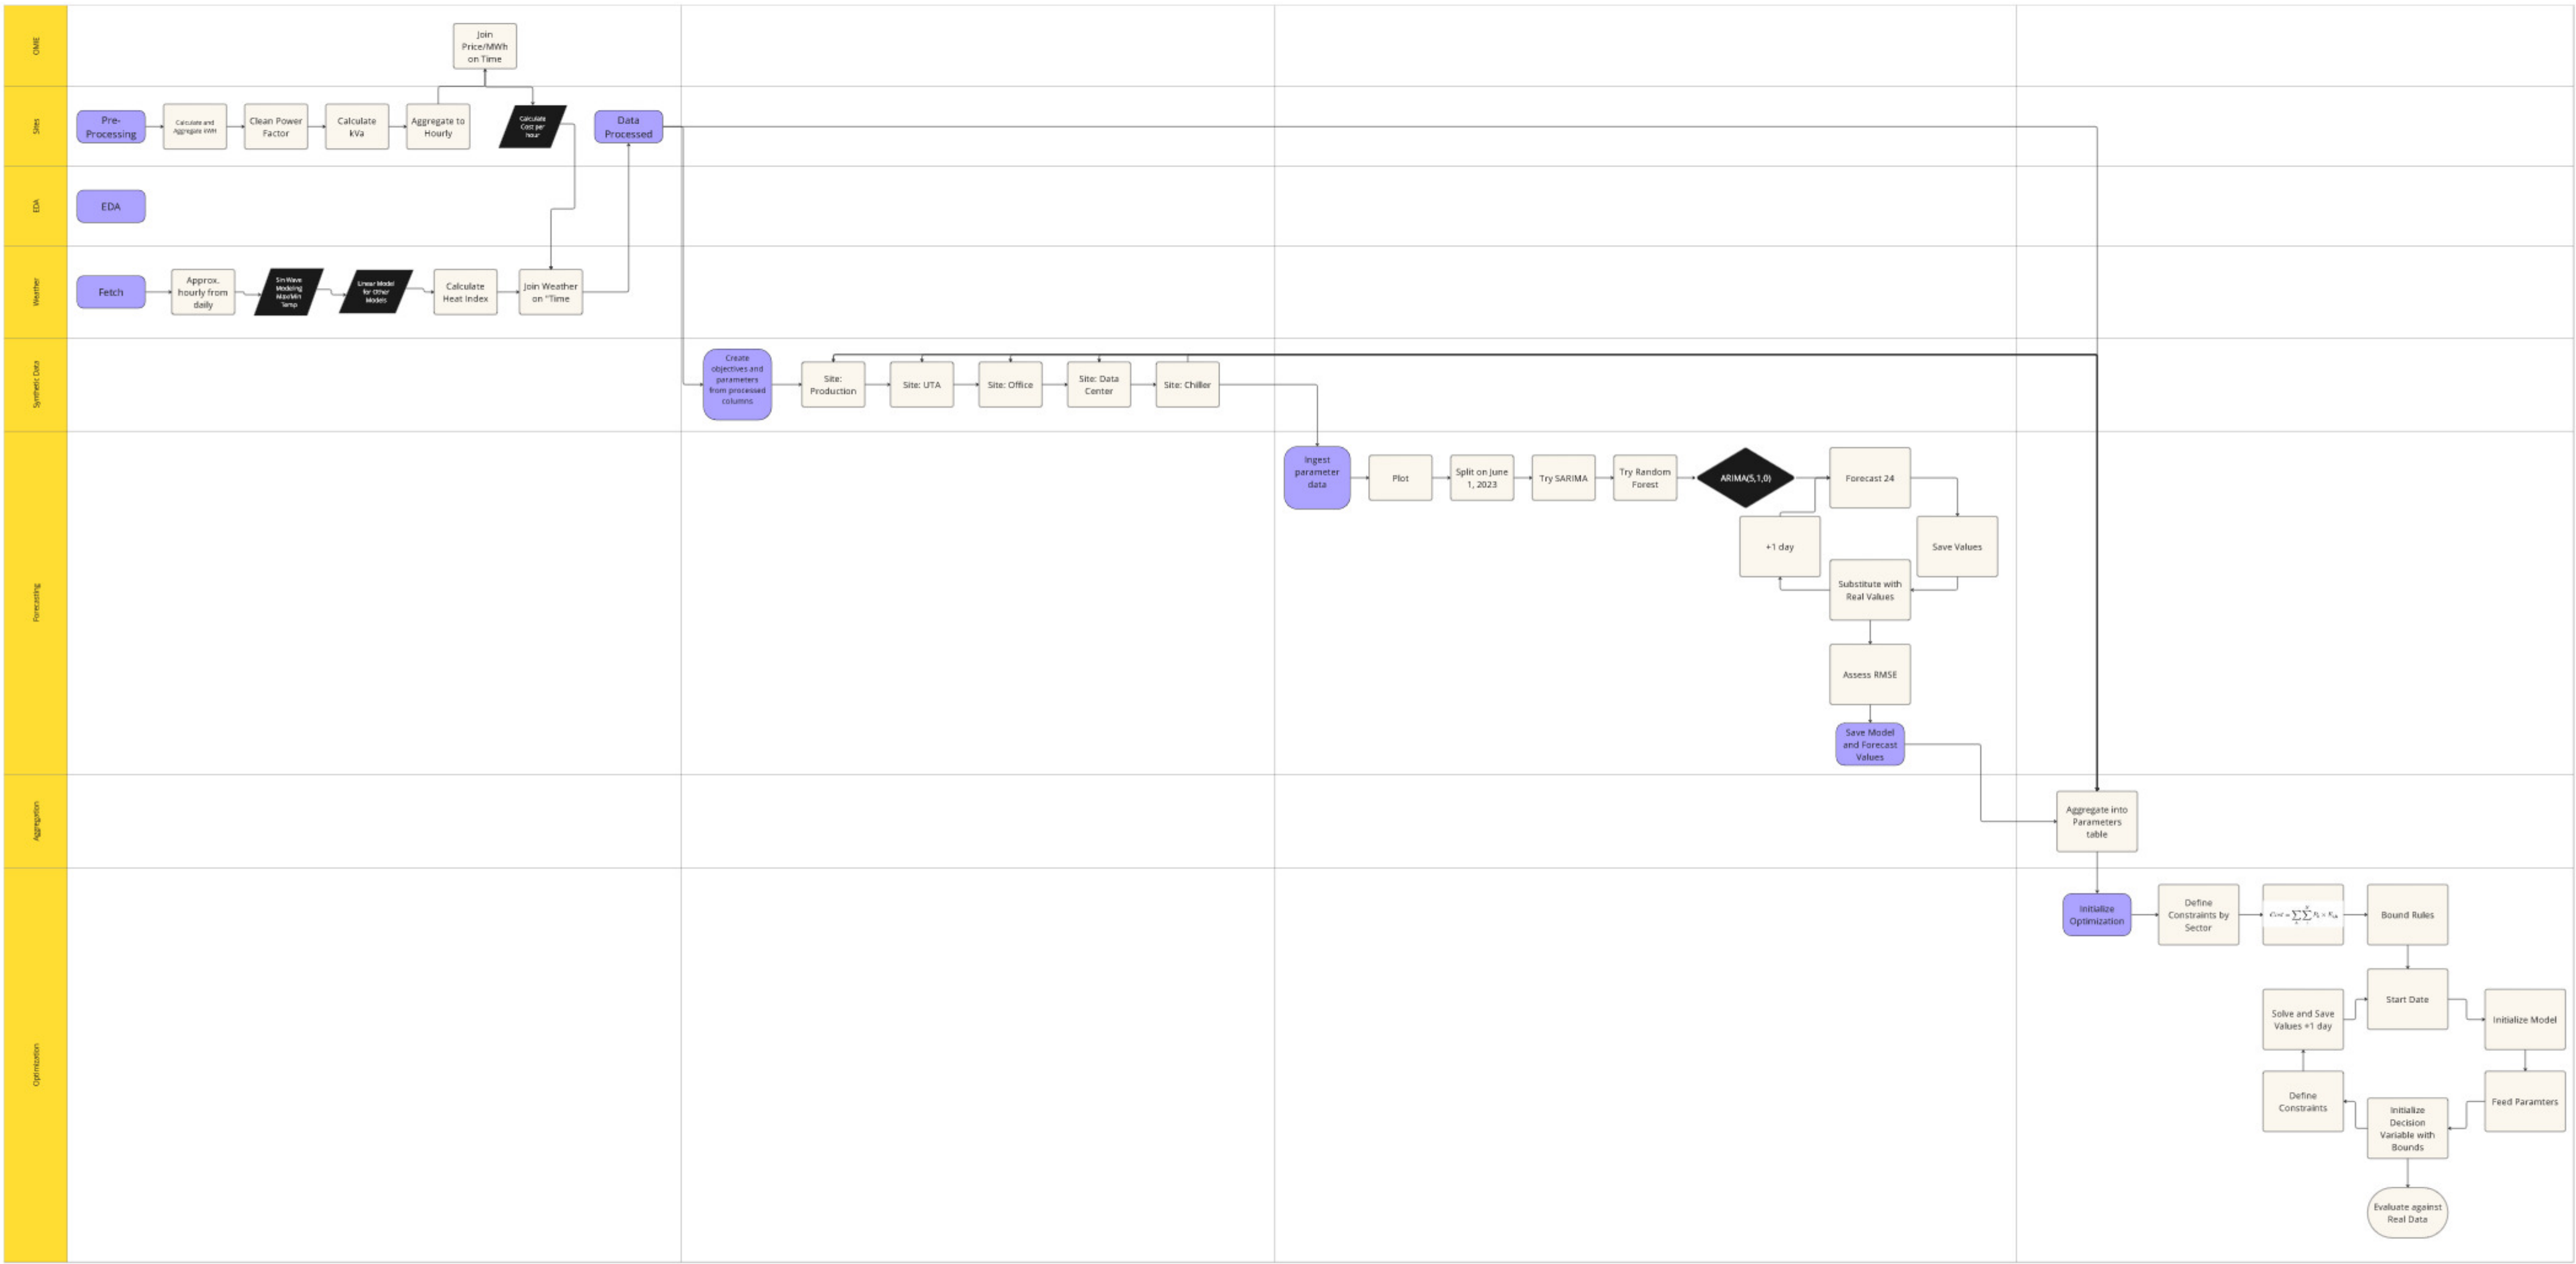 OMIE
Join
Price/MWh
on Time
Sites
Pre-
Processing
Calculate and
Aggregate kWh
Clean Power
Factor
Calculate
kVa
Aggregate to
Hourly
Calculate
Cost per
hour
Data
Processed
EDA
EDA
Weather
Fetch
Approx.
hourly from
daily
Sin-Wave
Modeling
Max/Min
Temp
Linear Model
for Other
Models
Calculate
Heat Index
Join Weather
on "Time
Synthetic Data
Create
objectives and
parameters
from processed
columns
Site:
Production
Site: UTA
Site: Office
Site: Data
Center
Site: Chiller
Forecasting
Ingest
parameter
data
Plot
Split on June
1, 2023
Try SARIMA
Try Random
Forest
ARIMA(5,1,0)
Forecast 24
+1 day
Save Values
Substitute with
Real Values
Assess RMSE
Save Model
and Forecast
Values
Aggregation
Aggregate into
Parameters
table
Optimization
Initialize
Optimization
Define
Constraints by
Sector
Cost = ∑∑
Bound Rules
Start Date
Solve and Save
Values +1 day
Initialize Model
Define
Constraints
Feed Paramters
Initialize
Decision
Variable with
Bounds
Evaluate against
Real Data